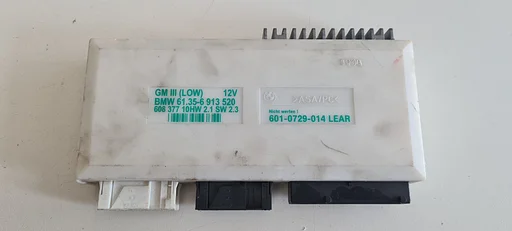 GM III (LOW) 12V
BMW 61.35-6 913 520
606 377 10HW 2.1 SW 2.3
601-0729-014 LEAR